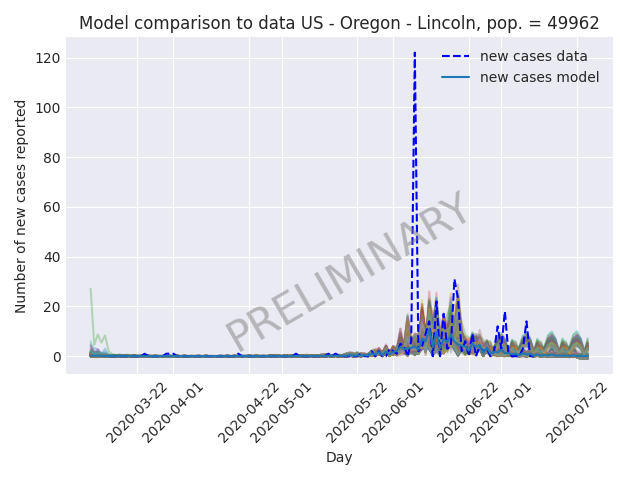 Model comparison to data US - Oregon - Lincoln, pop. = 49962
new cases data
new cases model
120
100
80
60
40
20
0
Number of new cases reported
PRELIMINARY
2020-03-22
2020-04-01
2020-04-22
2020-05-01
2020-05-22
2020-06-01
2020-06-22
2020-07-01
2020-07-22
Day